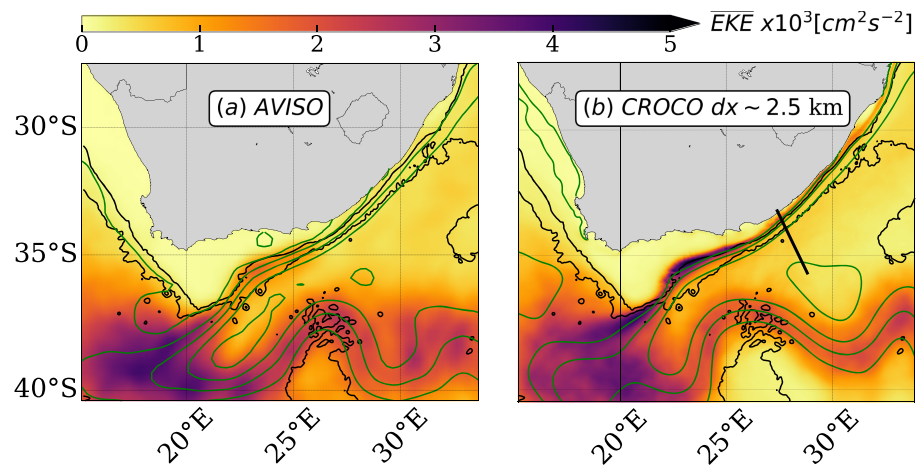 0 1 2 3 4 5 EKE x10³[cm²s⁻²]
(a) AVISO
(b) CROCO dx ~ 2.5 km
30°S
35°S
40°S
20°E 25°E 30°E
20°E 25°E 30°E